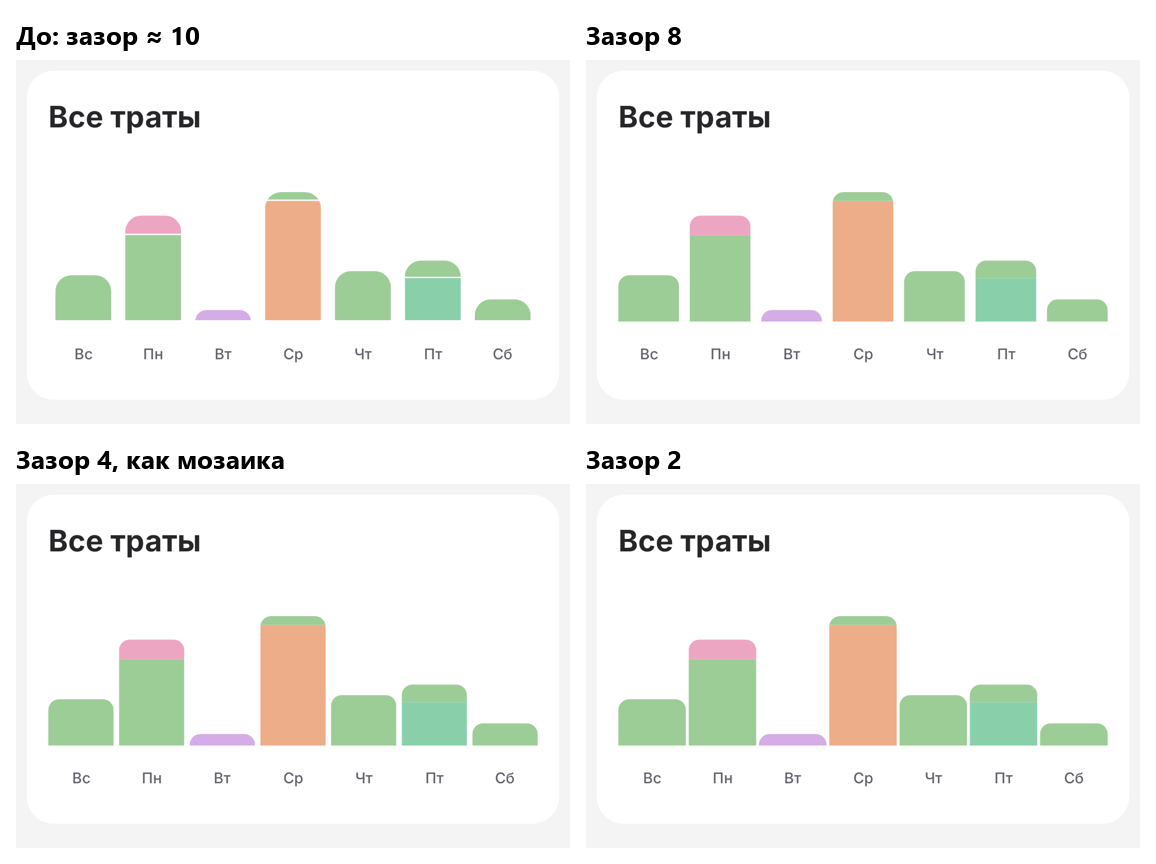 До: зазор ≈ 10
Все траты
Вс Пн Вт Ср Чт Пт Сб
Зазор 8
Все траты
Вс Пн Вт Ср Чт Пт Сб
Зазор 4, как мозаика
Все траты
Вс Пн Вт Ср Чт Пт Сб
Зазор 2
Все траты
Вс Пн Вт Ср Чт Пт Сб